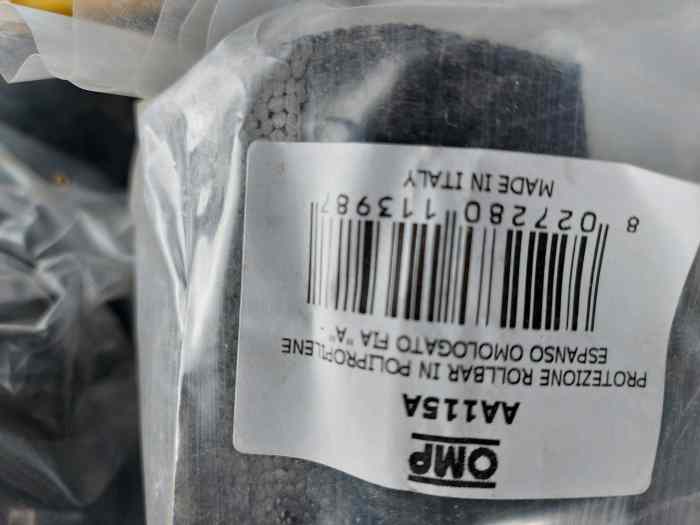 OMP
AA115A
PROTEZIONE ROLLBAR IN POLIPROPILENE
ESPANSO OMOLOGATO FIA "A" -
8 027280 113987
MADE IN ITALY